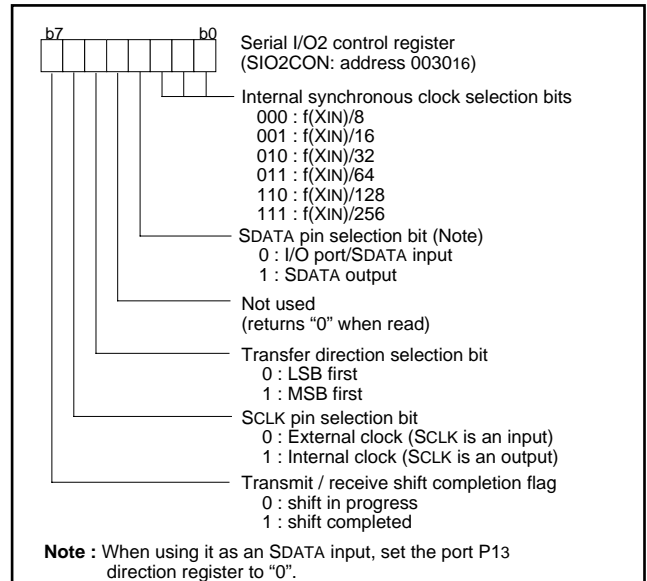 b7 b0
Serial I/O2 control register
(SIO2CON: address 003016)
Internal synchronous clock selection bits
000 : f(XIN)/8
001 : f(XIN)/16
010 : f(XIN)/32
011 : f(XIN)/64
110 : f(XIN)/128
111 : f(XIN)/256
SDATA pin selection bit (Note)
0 : I/O port/SDATA input
1 : SDATA output
Not used
(returns “0” when read)
Transfer direction selection bit
0 : LSB first
1 : MSB first
SCLK pin selection bit
0 : External clock (SCLK is an input)
1 : Internal clock (SCLK is an output)
Transmit / receive shift completion flag
0 : shift in progress
1 : shift completed
Note : When using it as an SDATA input, set the port P13
direction register to “0”.